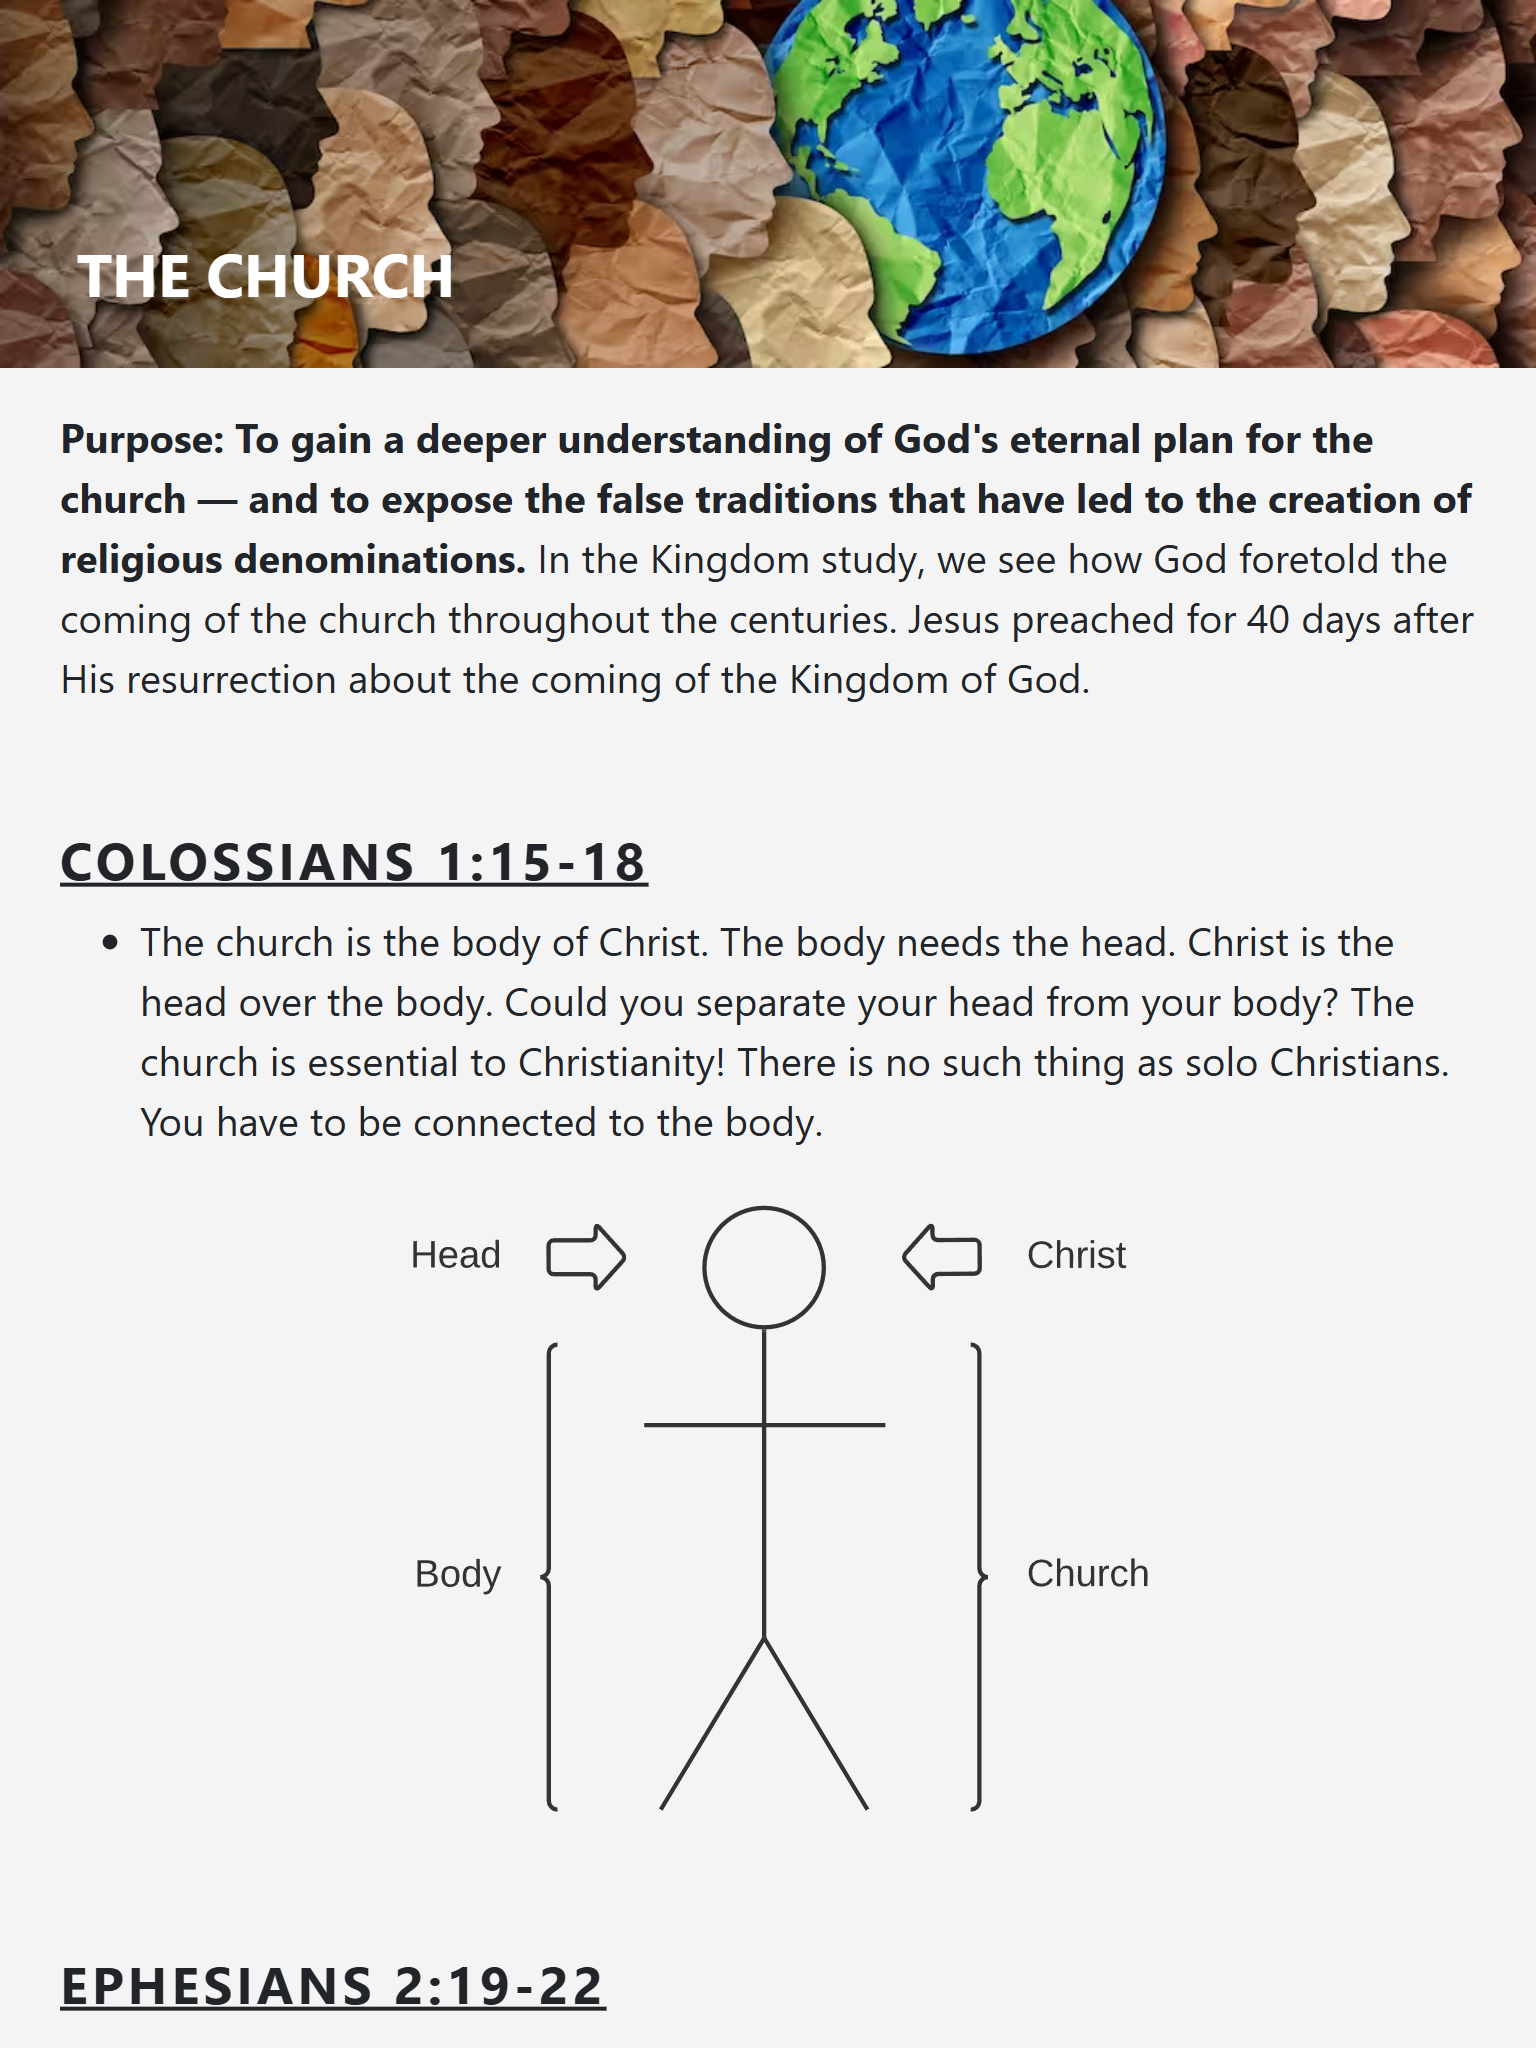 THE CHURCH
Purpose: To gain a deeper understanding of God's eternal plan for the
church — and to expose the false traditions that have led to the creation of
religious denominations. In the Kingdom study, we see how God foretold the
coming of the church throughout the centuries. Jesus preached for 40 days after
His resurrection about the coming of the Kingdom of God.
COLOSSIANS 1:15-18
• The church is the body of Christ. The body needs the head. Christ is the
head over the body. Could you separate your head from your body? The
church is essential to Christianity! There is no such thing as solo Christians.
You have to be connected to the body.
Head
Christ
Body
Church
EPHESIANS 2:19-22